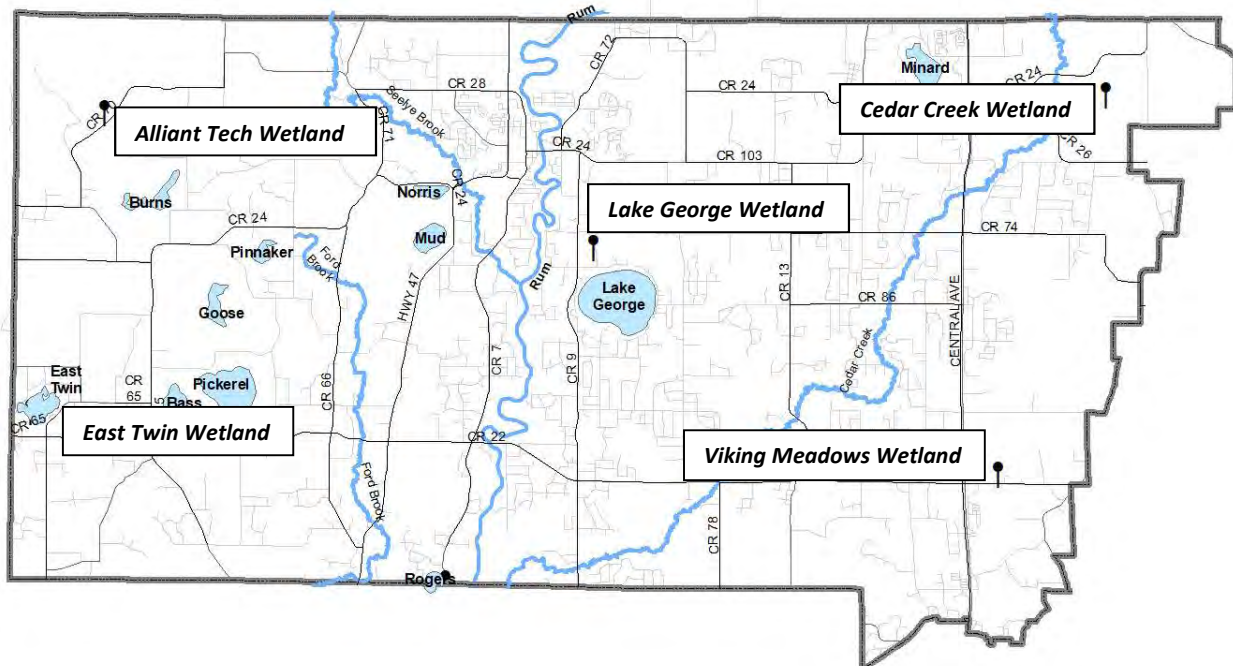 Rum
CR 72
Minard
CR 24
CR 28
CR 24
Cedar Creek Wetland
Seelye Brook
Alliant Tech Wetland
CR 71
CR 24
CR 103
CR 26
Burns
Norris
CR 24
Lake George Wetland
CR 24
Mud
CR 74
Pinnaker
Ford
Brook
Rum
CR 13
Lake
George
CR 86
Goose
HWY 47
CENTRAL AVE
CR 7
CR 9
Cedar Creek
East
Twin
CR
65
Pickerel
CR 66
Bass
CR 65
East Twin Wetland
CR 22
Viking Meadows Wetland
Ford Brook
CR 78
Rogers